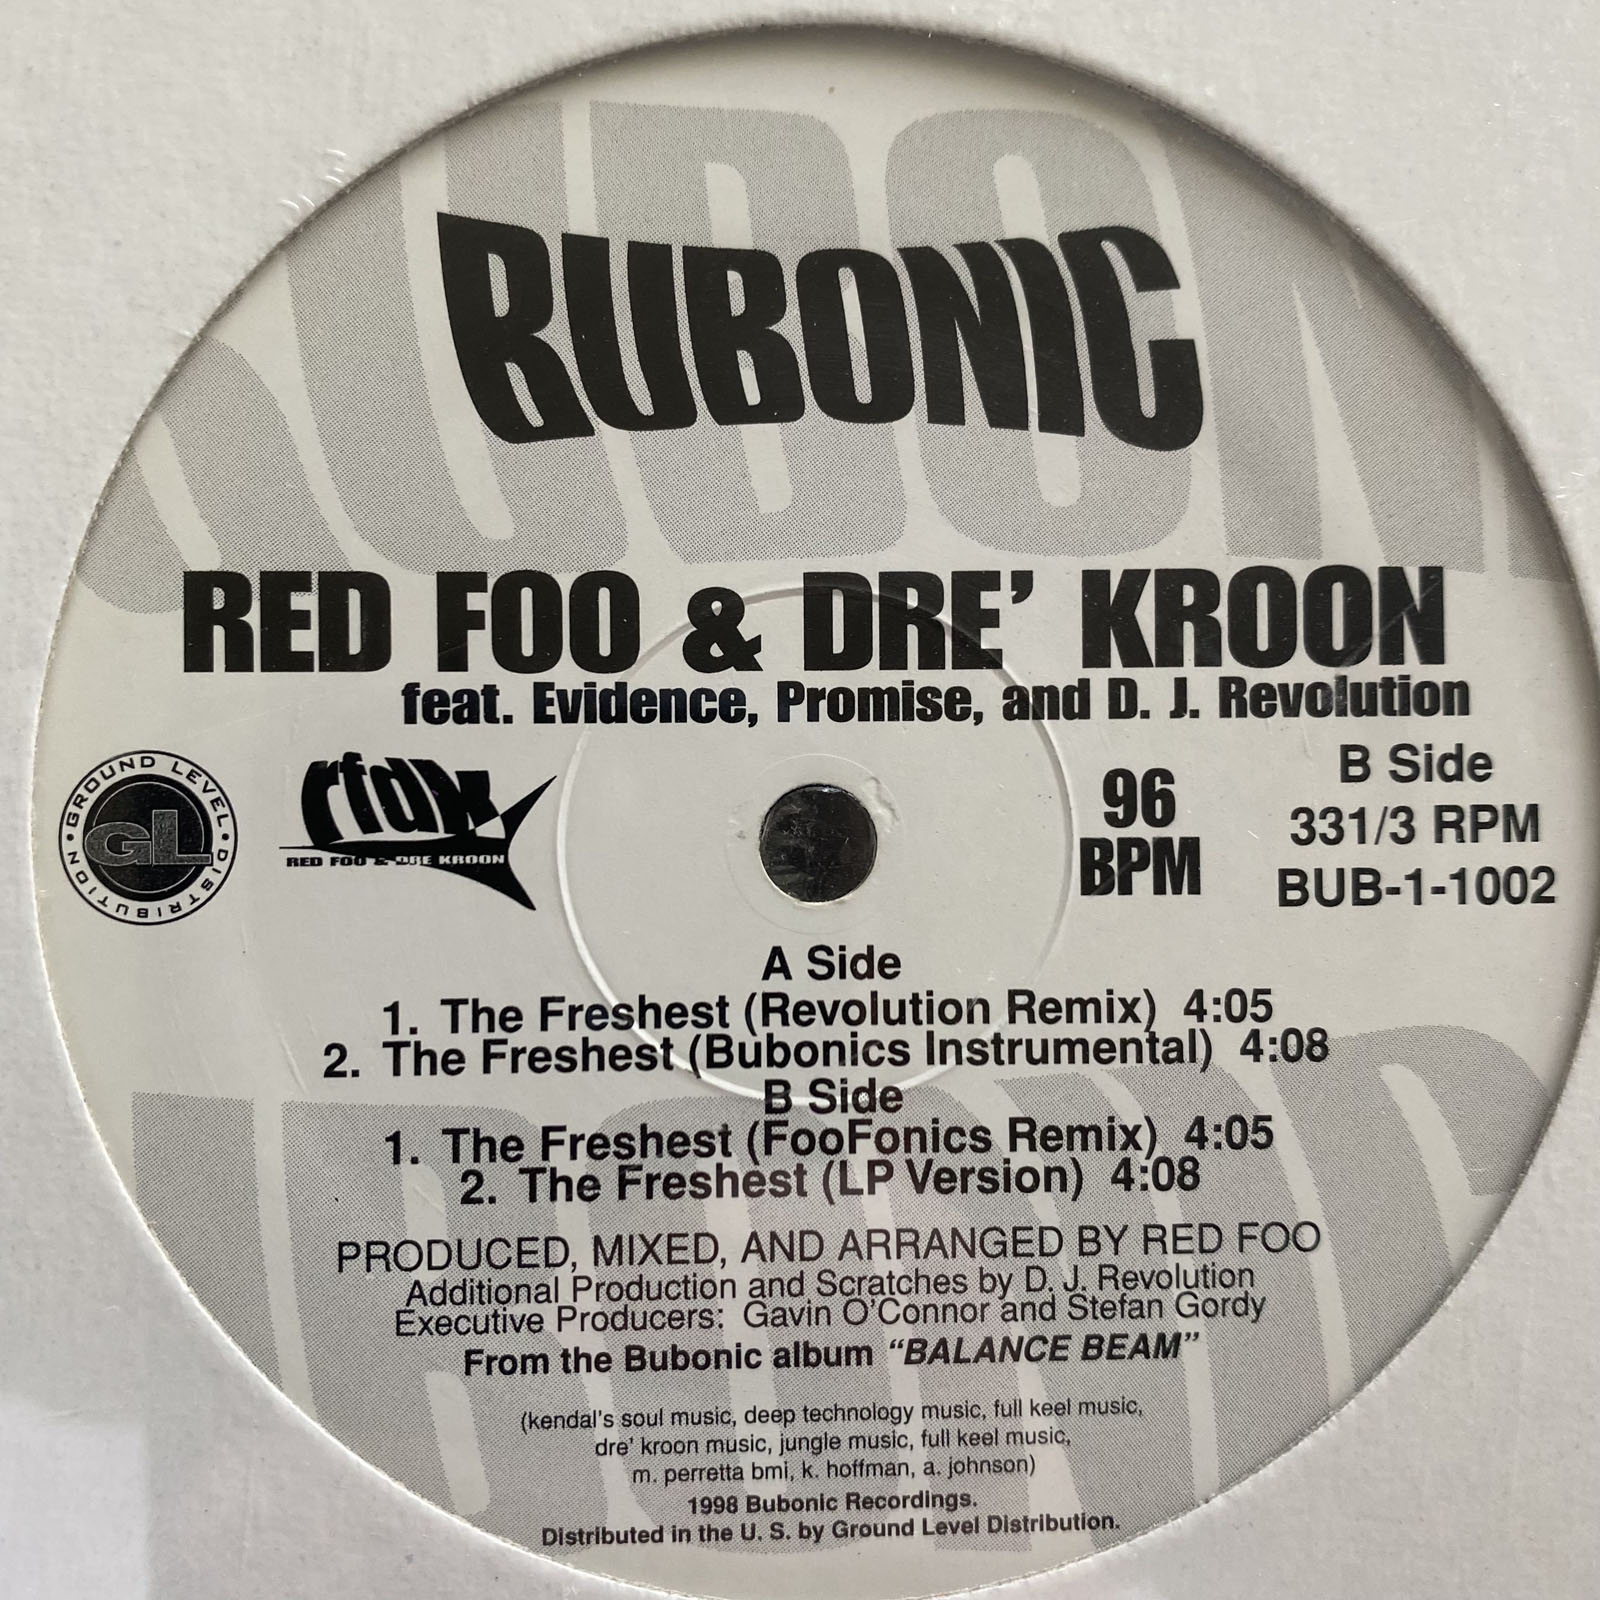 BUBONIC
RED FOO & DRE’ KROON
feat. Evidence, Promise, and D. J. Revolution
GROUND LEVEL
GL
DISTRIBUTION
rfdk
RED FOO & DRE KROON
96
BPM
B Side
331/3 RPM
BUB-1-1002
A Side
1. The Freshest (Revolution Remix) 4:05
2. The Freshest (Bubonics Instrumental) 4:08
B Side
1. The Freshest (FooFonics Remix) 4:05
2. The Freshest (LP Version) 4:08
PRODUCED, MIXED, AND ARRANGED BY RED FOO
Additional Production and Scratches by D. J. Revolution
Executive Producers: Gavin O’Connor and Stefan Gordy
From the Bubonic album “BALANCE BEAM”
(kendal's soul music, deep technology music, full keel music,
dre’ kroon music, jungle music, full keel music,
m. perretta bmi, k. hoffman, a. johnson)
1998 Bubonic Recordings.
Distributed in the U. S. by Ground Level Distribution.